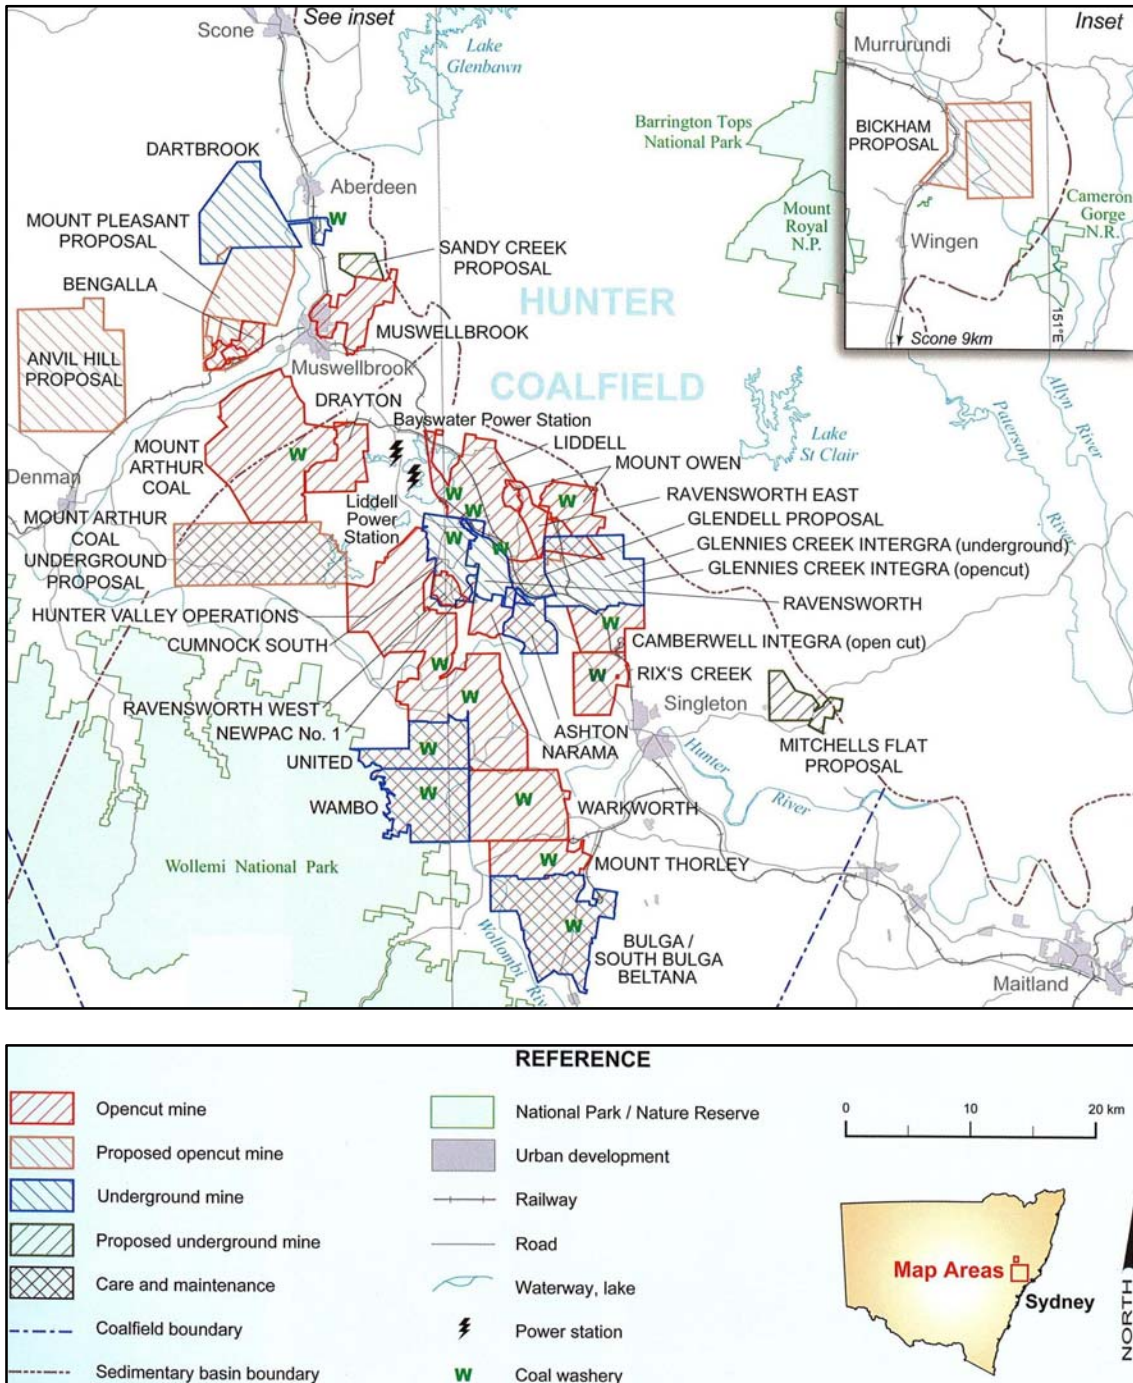 See inset
Scone
Lake
Glenbawn
Inset
Murrurundi
BICKHAM
PROPOSAL
Cameron
Gorge
N.R.
Wingen
151°E
Scone 9km
Barrington Tops
National Park
Mount
Royal
N.P.
DARTBROOK
Aberdeen
W
MOUNT PLEASANT
PROPOSAL
SANDY CREEK
PROPOSAL
BENGALLA
HUNTER
COALFIELD
MUSWELLBROOK
ANVIL HILL
PROPOSAL
Muswellbrook
DRAYTON
Bayswater Power Station
LIDDELL
MOUNT OWEN
Lake
St Clair
Paterson
River
Allyn
River
MOUNT
ARTHUR
COAL
W
Denman
Liddell
Power
Station
W
W
W
W
W
RAVENSWORTH EAST
GLENDELL PROPOSAL
MOUNT ARTHUR
COAL
UNDERGROUND
PROPOSAL
GLENNIES CREEK INTERGRA (underground)
GLENNIES CREEK INTEGRA (opencut)
RAVENSWORTH
HUNTER VALLEY OPERATIONS
CUMNOCK SOUTH
W
CAMBERWELL INTEGRA (open cut)
W
RIX'S CREEK
W
W
RAVENSWORTH WEST
NEWPAC No. 1
Singleton
ASHTON
NARAMA
MITCHELLS FLAT
PROPOSAL
UNITED
W
Hunter
River
WAMBO
W
W
WARKWORTH
Wollemi National Park
W
MOUNT THORLEY
W
BULGA /
SOUTH BULGA
BELTANA
Wollombi
Maitland
REFERENCE
Opencut mine
Proposed opencut mine
Underground mine
Proposed underground mine
Care and maintenance
Coalfield boundary
Sedimentary basin boundary
National Park / Nature Reserve
Urban development
Railway
Road
Waterway, lake
Power station
W
Coal washery
0
10
20 km
Map Areas
Sydney
NORTH